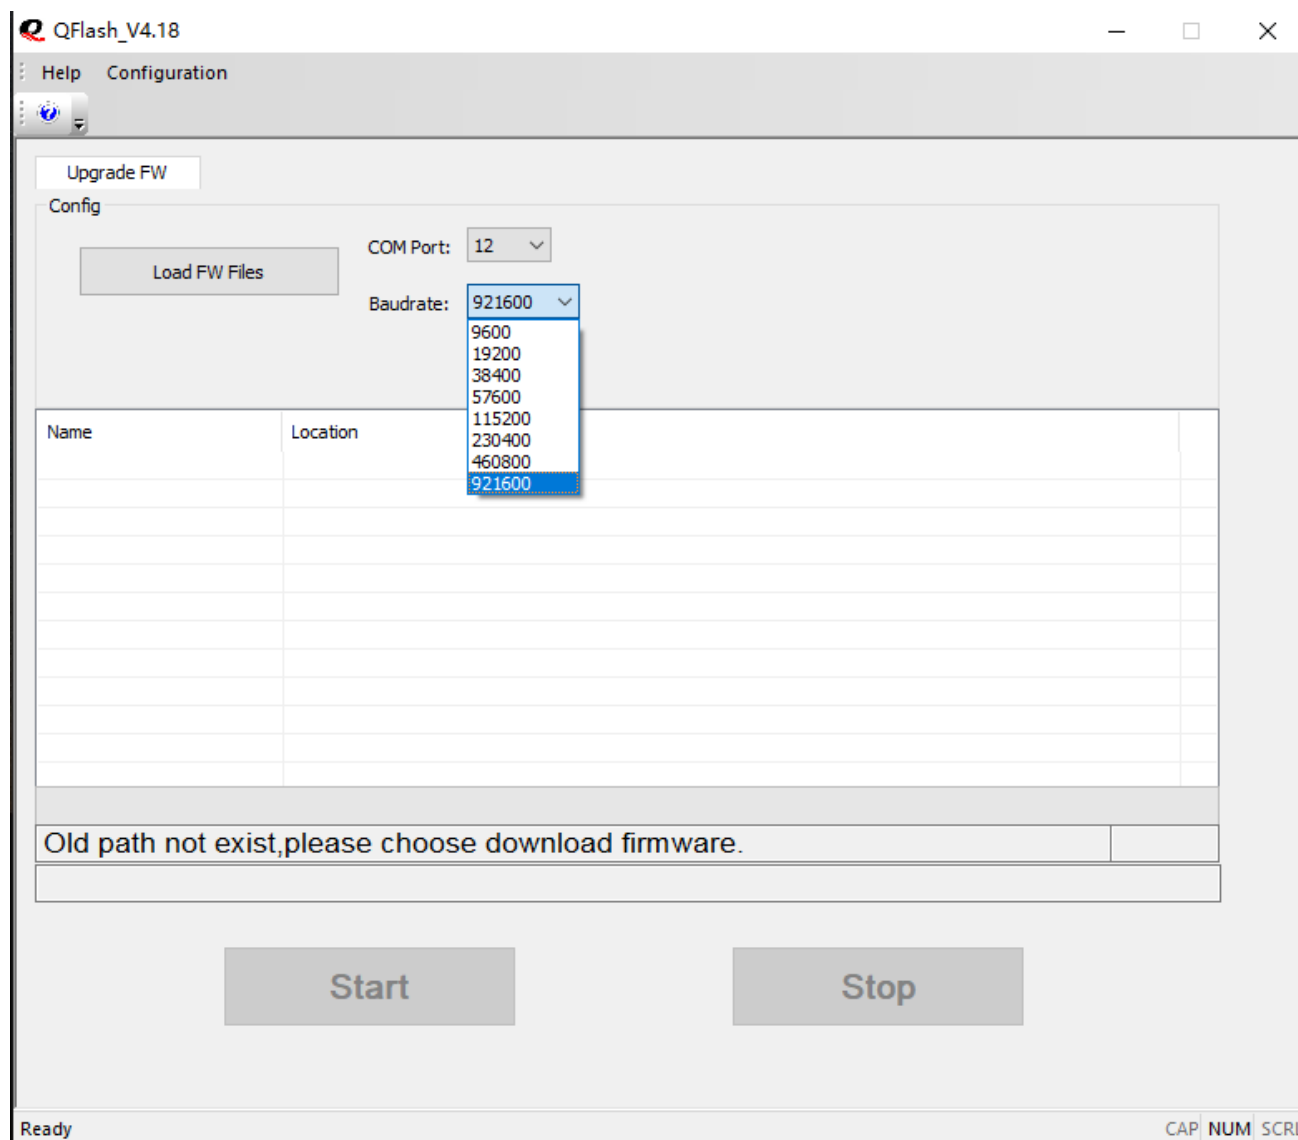 QFlash_V4.18
Help Configuration
Upgrade FW
Config
Load FW Files
COM Port: 12
Baudrate: 921600
9600
19200
38400
57600
115200
230400
460800
921600
Name Location
Old path not exist,please choose download firmware.
Start Stop
Ready CAP NUM SCRL